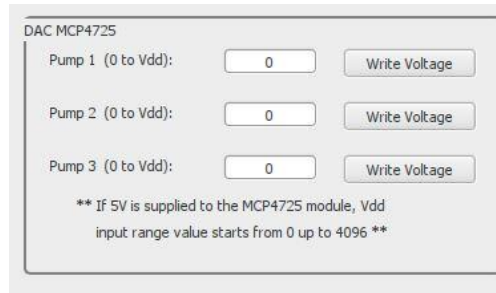 DAC MCP4725
Pump 1 (0 to Vdd): 0 Write Voltage
Pump 2 (0 to Vdd): 0 Write Voltage
Pump 3 (0 to Vdd): 0 Write Voltage
** If 5V is supplied to the MCP4725 module, Vdd
input range value starts from 0 up to 4096 **